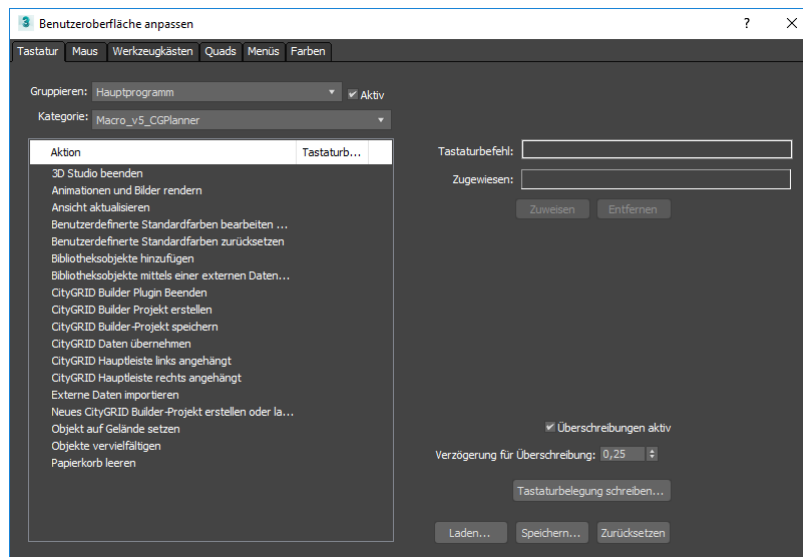 3 Benutzeroberfläche anpassen ? ×
Tastatur Maus Werkzeugkästen Quads Menüs Farben
Gruppieren: Hauptprogramm Aktiv
Kategorie: Macro_v5_CGPlanner
Aktion Tastaturb...
3D Studio beenden
Animationen und Bilder rendern
Ansicht aktualisieren
Benutzerdefinierte Standardfarben bearbeiten ...
Benutzerdefinierte Standardfarben zurücksetzen
Bibliotheksobjekte hinzufügen
Bibliotheksobjekte mittels einer externen Daten...
CityGRID Builder Plugin Beenden
CityGRID Builder Projekt erstellen
CityGRID Builder-Projekt speichern
CityGRID Daten übernehmen
CityGRID Hauptleiste links angehängt
CityGRID Hauptleiste rechts angehängt
Externe Daten importieren
Neues CityGRID Builder-Projekt erstellen oder la...
Objekt auf Gelände setzen
Objekte vervielfältigen
Papierkorb leeren
Tastaturbefehl:
Zugewiesen:
Zuweisen Entfernen
Überschreibungen aktiv
Verzögerung für Überschreibung: 0,25
Tastaturbelegung schreiben...
Laden... Speichern... Zurücksetzen